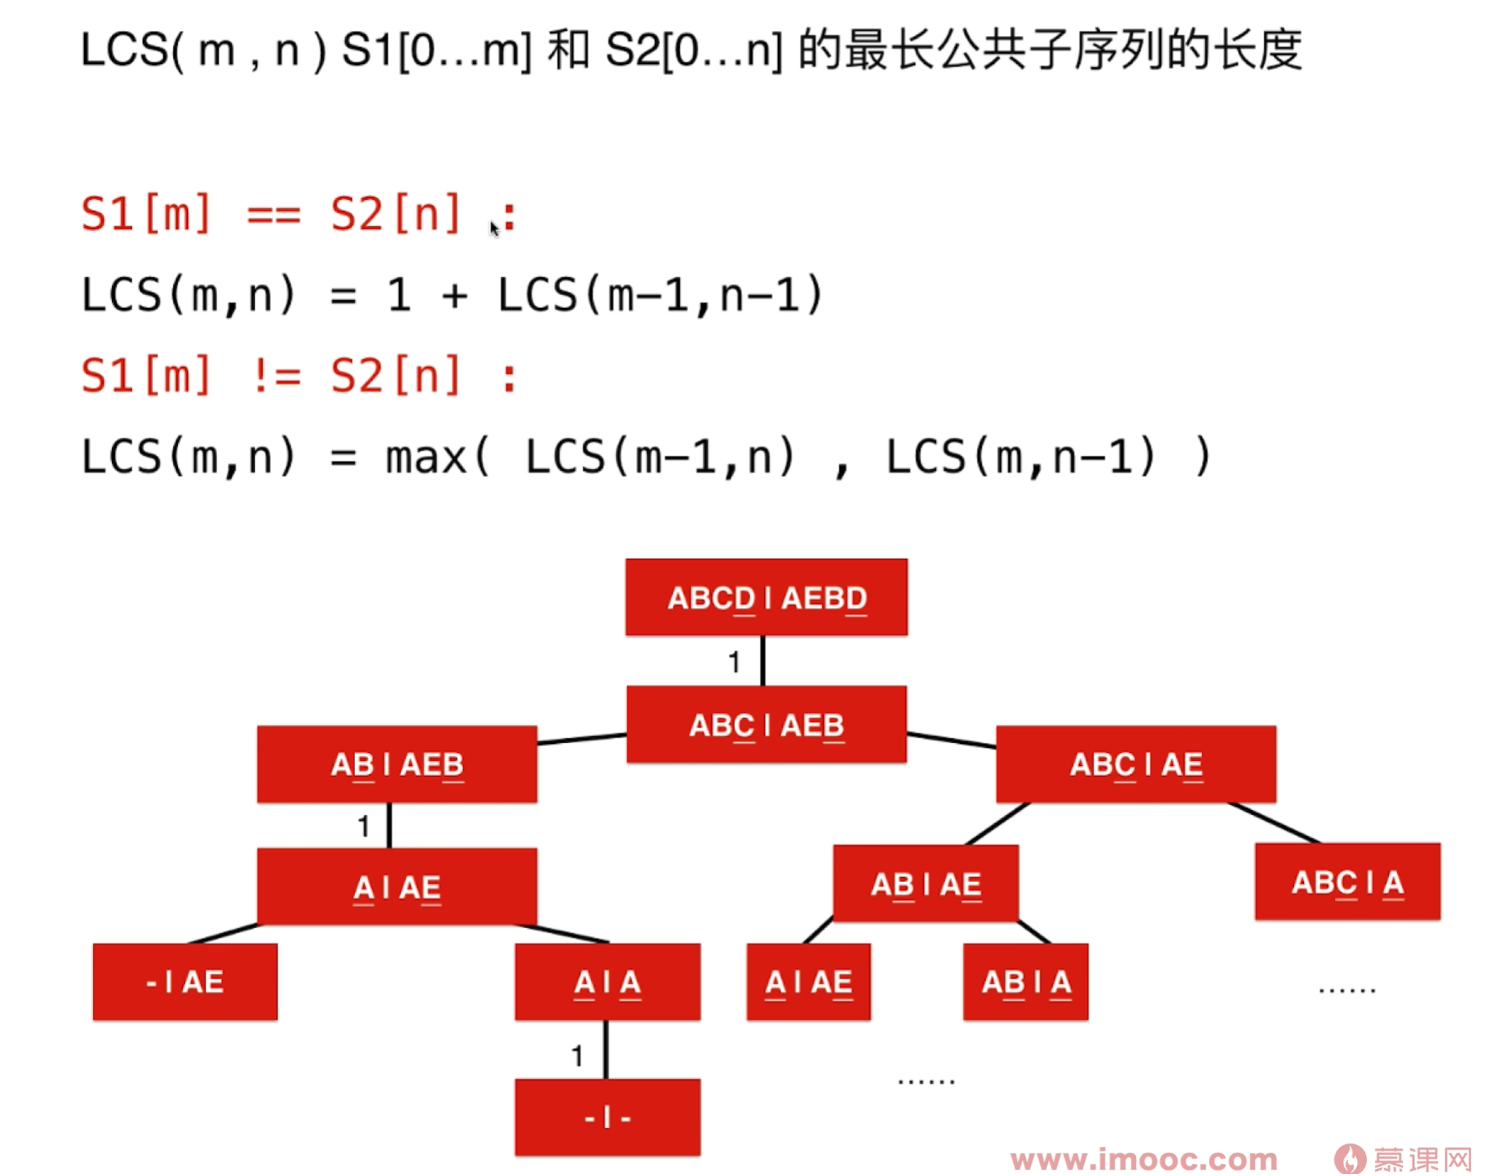 LCS( m , n ) S1[0...m] 和 S2[0...n] 的最长公共子序列的长度
S1[m] == S2[n] :
LCS(m,n) = 1 + LCS(m-1,n-1)
S1[m] != S2[n] :
LCS(m,n) = max( LCS(m-1,n) , LCS(m,n-1) )
ABCD | AEBD
1
ABC | AEB
AB | AEB
ABC | AE
1
A | AE
AB | AE
ABC | A
- | AE
A | A
A | AE
AB | A
......
1
......
- | -
www.imooc.com 慕课网